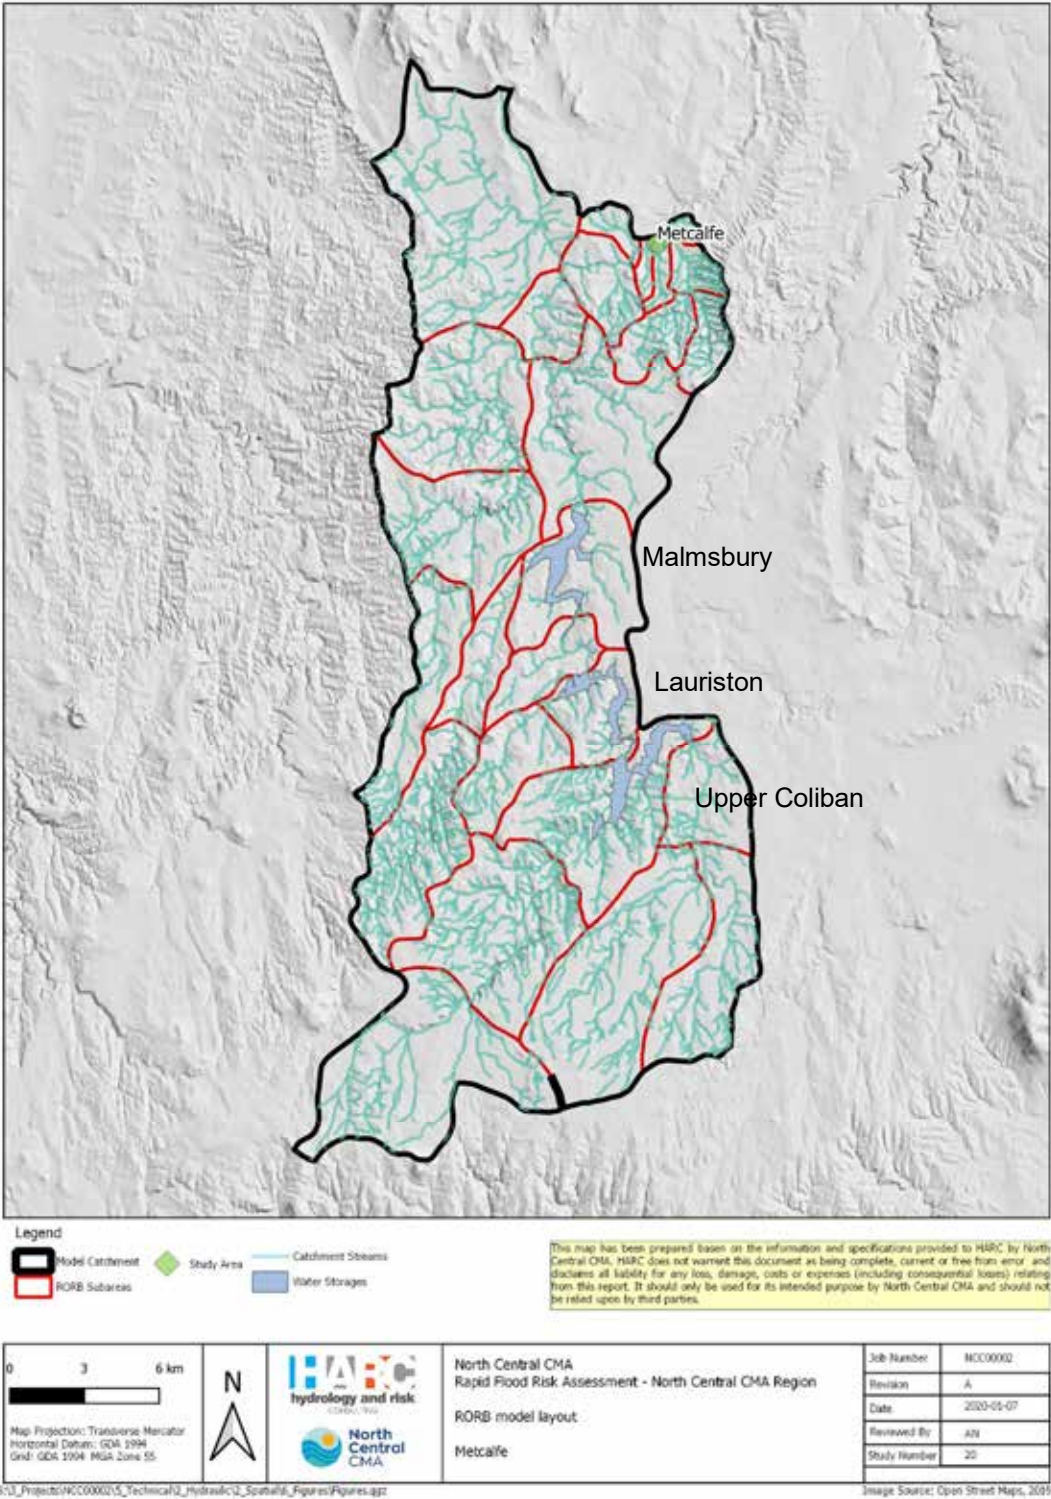 Metcalfe
Malmsbury
Lauriston
Upper Coliban
Legend
Model Catchment
RORB Subareas
Study Area
Catchment Streams
Water Storages
This map has been prepared basen on the information and specifications provided to HARC by North
Central CMA. HARC does not warrent this document as being complete, current or free from error and
disclaims all liability for any loss, damage, costs or expenses (including consequential losses) relating
from this report. It should only be used for its intended purpose by North Central CMA and should not
be relied upon by third parties.
0 3 6 km
Map Projection: Transverse Mercator
Horizontal Datum: GDA 1994
Grid: GDA 1994 MGA Zone 55
N
HARC
hydrology and risk
CONSULTING
North
Central
CMA
North Central CMA
Rapid Flood Risk Assessment - North Central CMA Region
RORB model layout
Metcalfe
Job Number NCC00002
Revision A
Date 2020-01-07
Reviewed By AN
Study Number 20
Image Source: Open Street Maps,